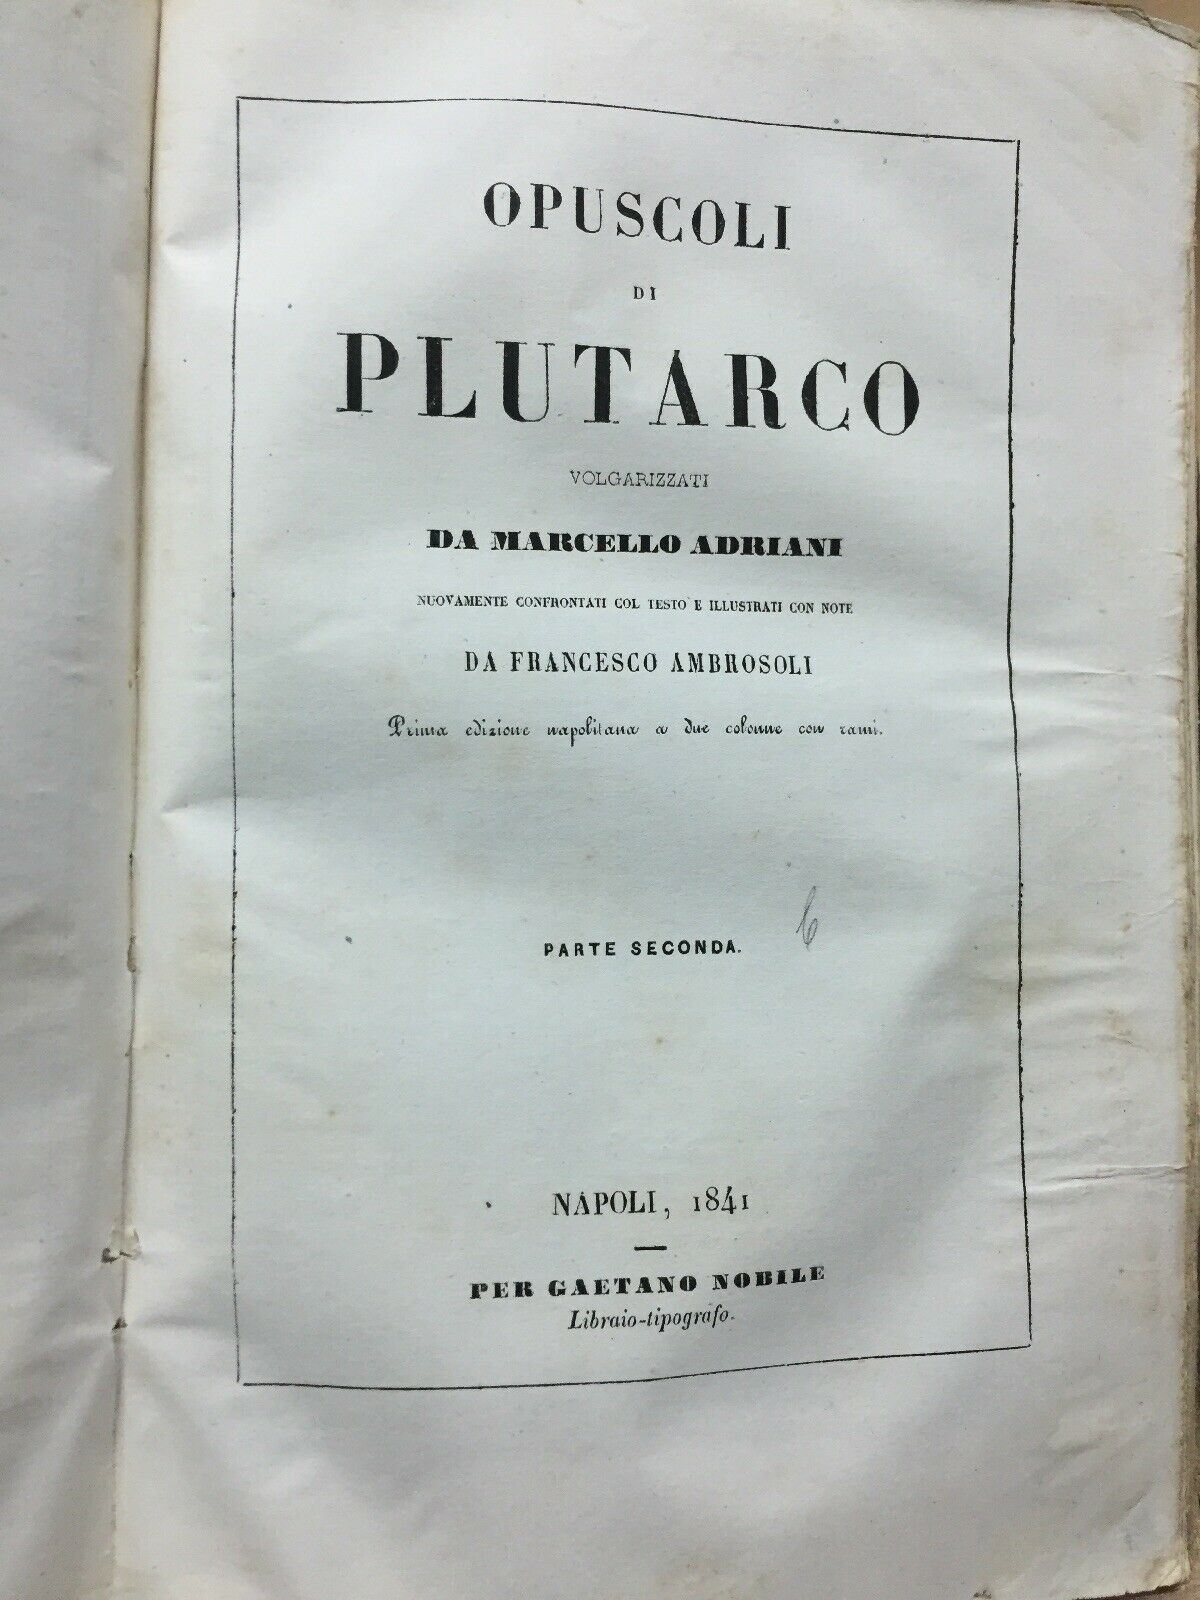 OPUSCOLI
DI
PLUTARCO
VOLGARIZZATI
DA MARCELLO ADRIANI
NUOVAMENTE CONFRONTATI COL TESTO E ILLUSTRATI CON NOTE
DA FRANCESCO AMBROSOLI
Prima edizione napolitana a due colonne con rami.
PARTE SECONDA.
NAPOLI, 1841
PER GAETANO NOBILE
Libraio-tipografo.